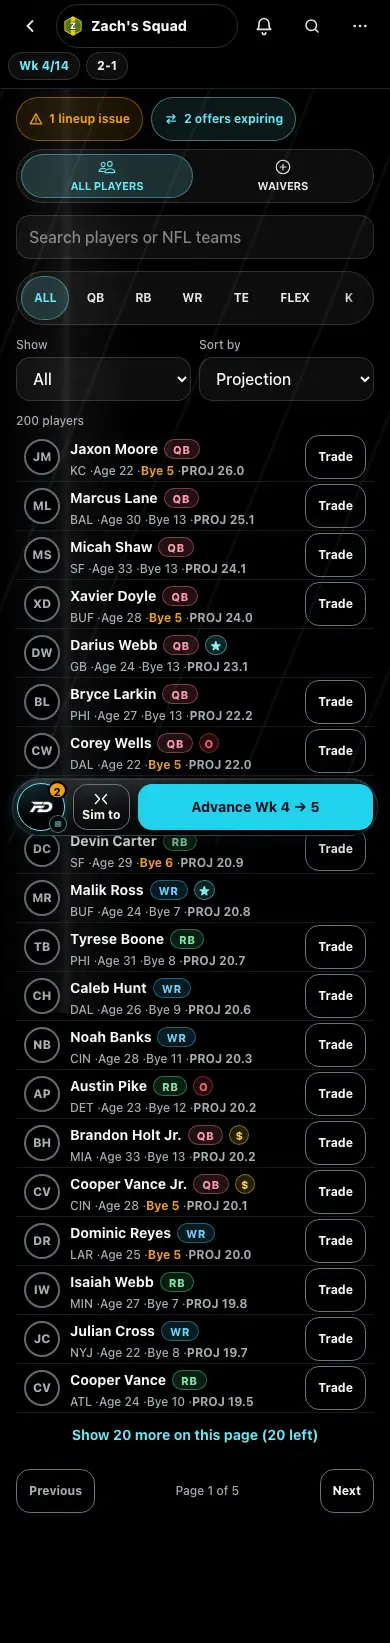 Z
Zach's Squad
Wk 4/14
2-1
1 lineup issue
2 offers expiring
ALL PLAYERS
WAIVERS
Search players or NFL teams
ALL QB RB WR TE FLEX K
Show
Sort by
All
Projection
200 players
JM
Jaxon Moore QB
KC ·Age 22 ·Bye 5 ·PROJ 26.0
Trade
ML
Marcus Lane QB
BAL ·Age 30 ·Bye 13 ·PROJ 25.1
Trade
MS
Micah Shaw QB
SF ·Age 33 ·Bye 13 ·PROJ 24.1
Trade
XD
Xavier Doyle QB
BUF ·Age 28 ·Bye 5 ·PROJ 24.0
Trade
DW
Darius Webb QB
GB ·Age 24 ·Bye 13 ·PROJ 23.1
BL
Bryce Larkin QB
PHI ·Age 27 ·Bye 13 ·PROJ 22.2
Trade
CW
Corey Wells QB O
DAL ·Age 22 ·Bye 5 ·PROJ 22.0
Trade
FD
2
Sim to
Advance Wk 4 → 5
DC
Devin Carter RB
SF ·Age 29 ·Bye 6 ·PROJ 20.9
Trade
MR
Malik Ross WR
BUF ·Age 24 ·Bye 7 ·PROJ 20.8
TB
Tyrese Boone RB
PHI ·Age 31 ·Bye 8 ·PROJ 20.7
Trade
CH
Caleb Hunt WR
DAL ·Age 26 ·Bye 9 ·PROJ 20.6
Trade
NB
Noah Banks WR
CIN ·Age 28 ·Bye 11 ·PROJ 20.3
Trade
AP
Austin Pike RB O
DET ·Age 23 ·Bye 12 ·PROJ 20.2
Trade
BH
Brandon Holt Jr. QB $
MIA ·Age 33 ·Bye 13 ·PROJ 20.2
Trade
CV
Cooper Vance Jr. QB $
CIN ·Age 28 ·Bye 5 ·PROJ 20.1
Trade
DR
Dominic Reyes WR
LAR ·Age 25 ·Bye 5 ·PROJ 20.0
Trade
IW
Isaiah Webb RB
MIN ·Age 27 ·Bye 7 ·PROJ 19.8
Trade
JC
Julian Cross WR
NYJ ·Age 22 ·Bye 8 ·PROJ 19.7
Trade
CV
Cooper Vance RB
ATL ·Age 24 ·Bye 10 ·PROJ 19.5
Trade
Show 20 more on this page (20 left)
Previous
Page 1 of 5
Next